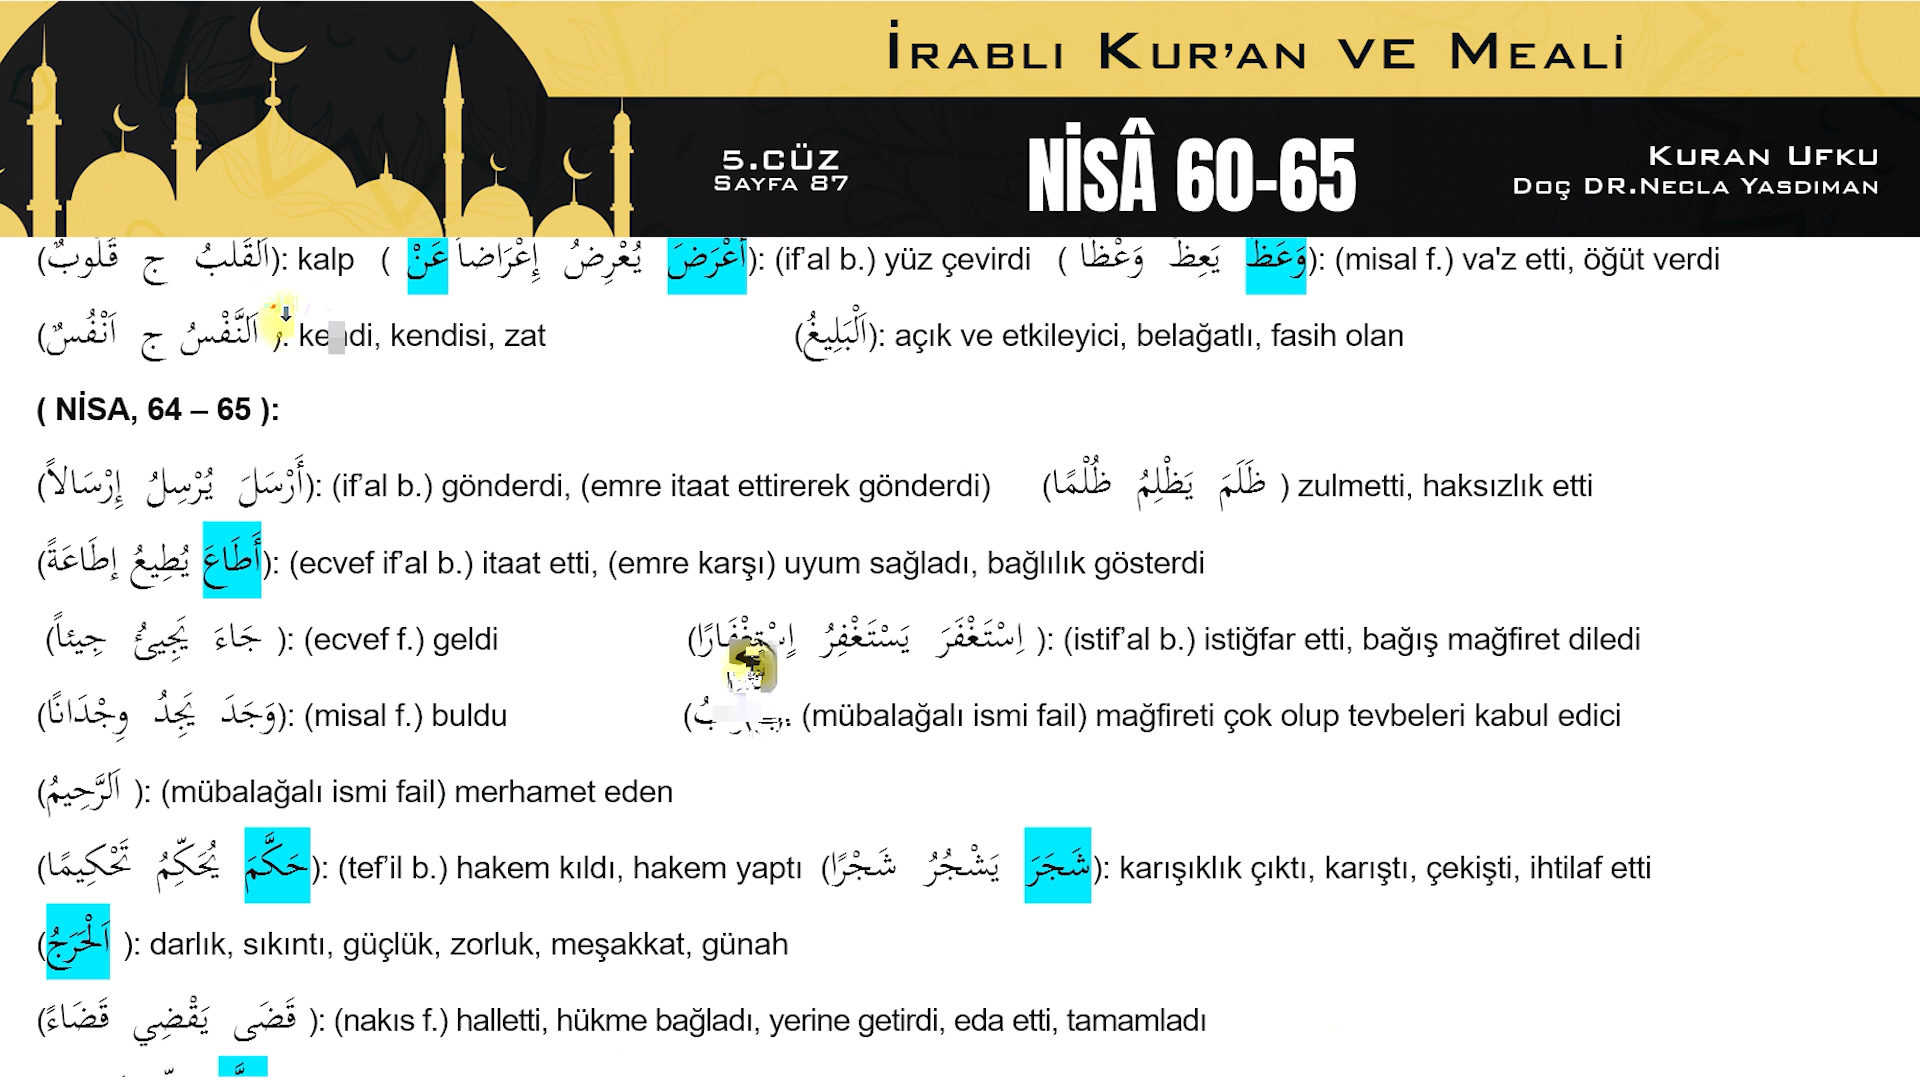 İRABLI KUR'AN VE MEALİ
5.CÜZ
SAYFA 87
NİSÂ 60-65
KURAN UFKU
DOÇ DR.NECLA YASDIMAN
(اَلْقَلْبُ ج قُلُوبٌ): kalp (أَعْرَضَ يُعْرِضُ إِعْرَاضاً عَنْ): (if'al b.) yüz çevirdi (وَعَظَ يَعِظُ وَعْظًا): (misal f.) va'z etti, öğüt verdi
(اَلنَّفْسُ ج اَنْفُسٌ): kendi, kendisi, zat (اَلْبَلِيغُ): açık ve etkileyici, belağatlı, fasih olan
( NİSA, 64 – 65 ):
(أَرْسَلَ يُرْسِلُ إِرْسَالاً): (if'al b.) gönderdi, (emre itaat ettirerek gönderdi) (ظَلَمَ يَظْلِمُ ظُلْمًا ) zulmetti, haksızlık etti
(أَطَاعَ يُطِيعُ إطَاعَةً): (ecvef if'al b.) itaat etti, (emre karşı) uyum sağladı, bağlılık gösterdi
(جَاءَ يَجِيئُ جِيئاً ): (ecvef f.) geldi (اِسْتَغْفَرَ يَسْتَغْفِرُ إِسْتِغْفَارًا ): (istif'al b.) istiğfar etti, bağış mağfiret diledi
(وَجَدَ يَجِدُ وِجْدَانًا): (misal f.) buldu (mübalağalı ismi fail) mağfireti çok olup tevbeleri kabul edici
(اَلرَّحِيمُ ): (mübalağalı ismi fail) merhamet eden
(حَكَّمَ يُحَكِّمُ تَحْكِيمًا): (tef'il b.) hakem kıldı, hakem yaptı (شَجَرَ يَشْجُرُ شَجْرًا): karışıklık çıktı, karıştı, çekişti, ihtilaf etti
(اَلْحَرَجُ ): darlık, sıkıntı, güçlük, zorluk, meşakkat, günah
(قَضَى يَقْضِي قَضَاءً ): (nakıs f.) halletti, hükme bağladı, yerine getirdi, eda etti, tamamladı